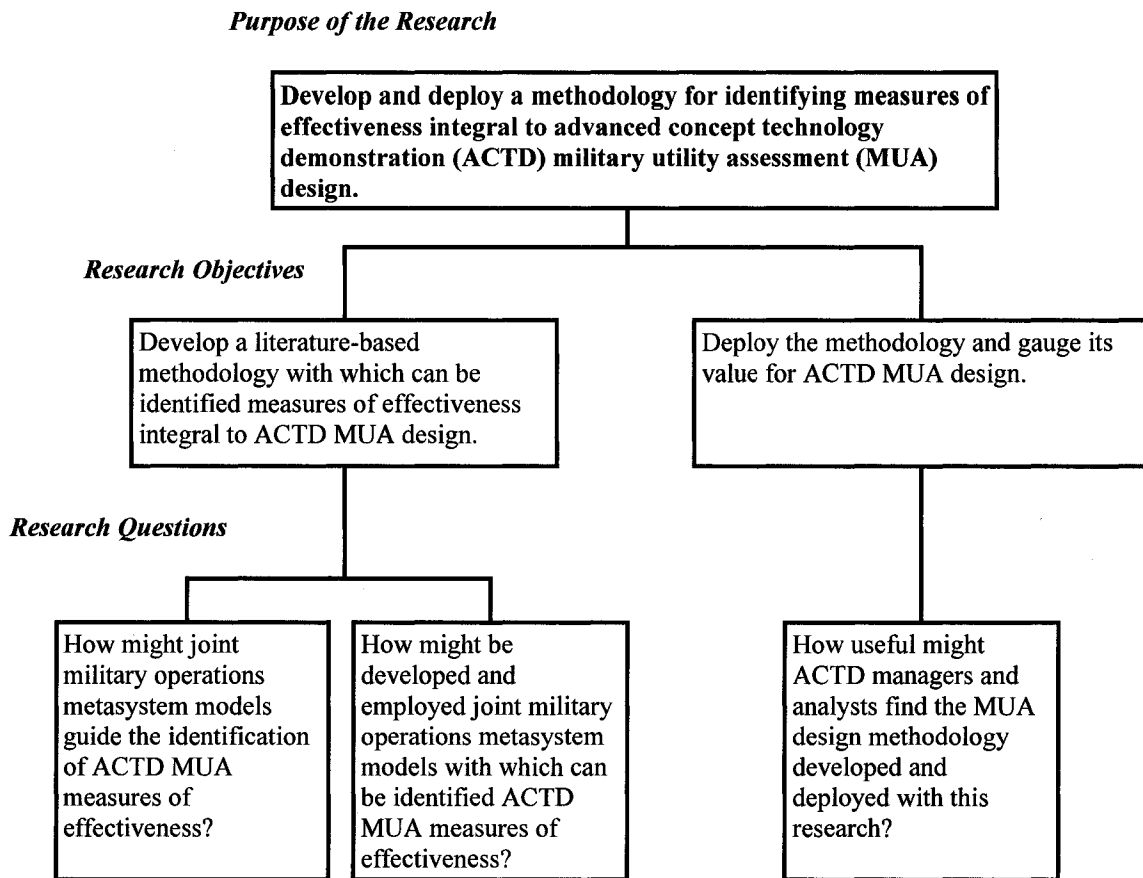 Purpose of the Research
Develop and deploy a methodology for identifying measures of
effectiveness integral to advanced concept technology
demonstration (ACTD) military utility assessment (MUA)
design.
Research Objectives
Develop a literature-based
methodology with which can be
identified measures of effectiveness
integral to ACTD MUA design.
Deploy the methodology and gauge its
value for ACTD MUA design.
Research Questions
How might joint
military operations
metasystem models
guide the identification
of ACTD MUA
measures of
effectiveness?
How might be
developed and
employed joint military
operations metasystem
models with which can
be identified ACTD
MUA measures of
effectiveness?
How useful might
ACTD managers and
analysts find the MUA
design methodology
developed and
deployed with this
research?